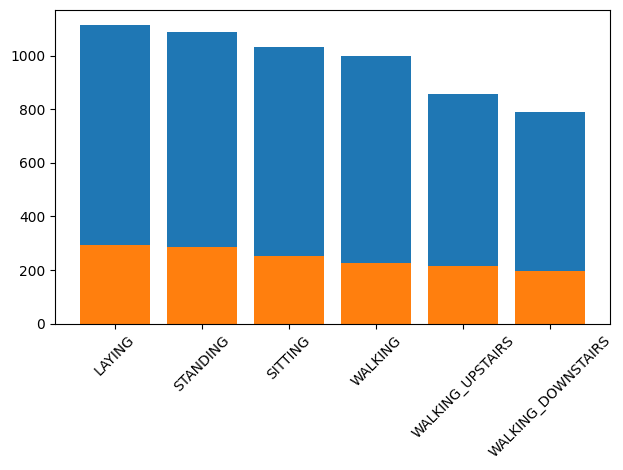 1000
800
600
400
200
0
LAYING
STANDING
SITTING
WALKING
WALKING_UPSTAIRS
WALKING_DOWNSTAIRS